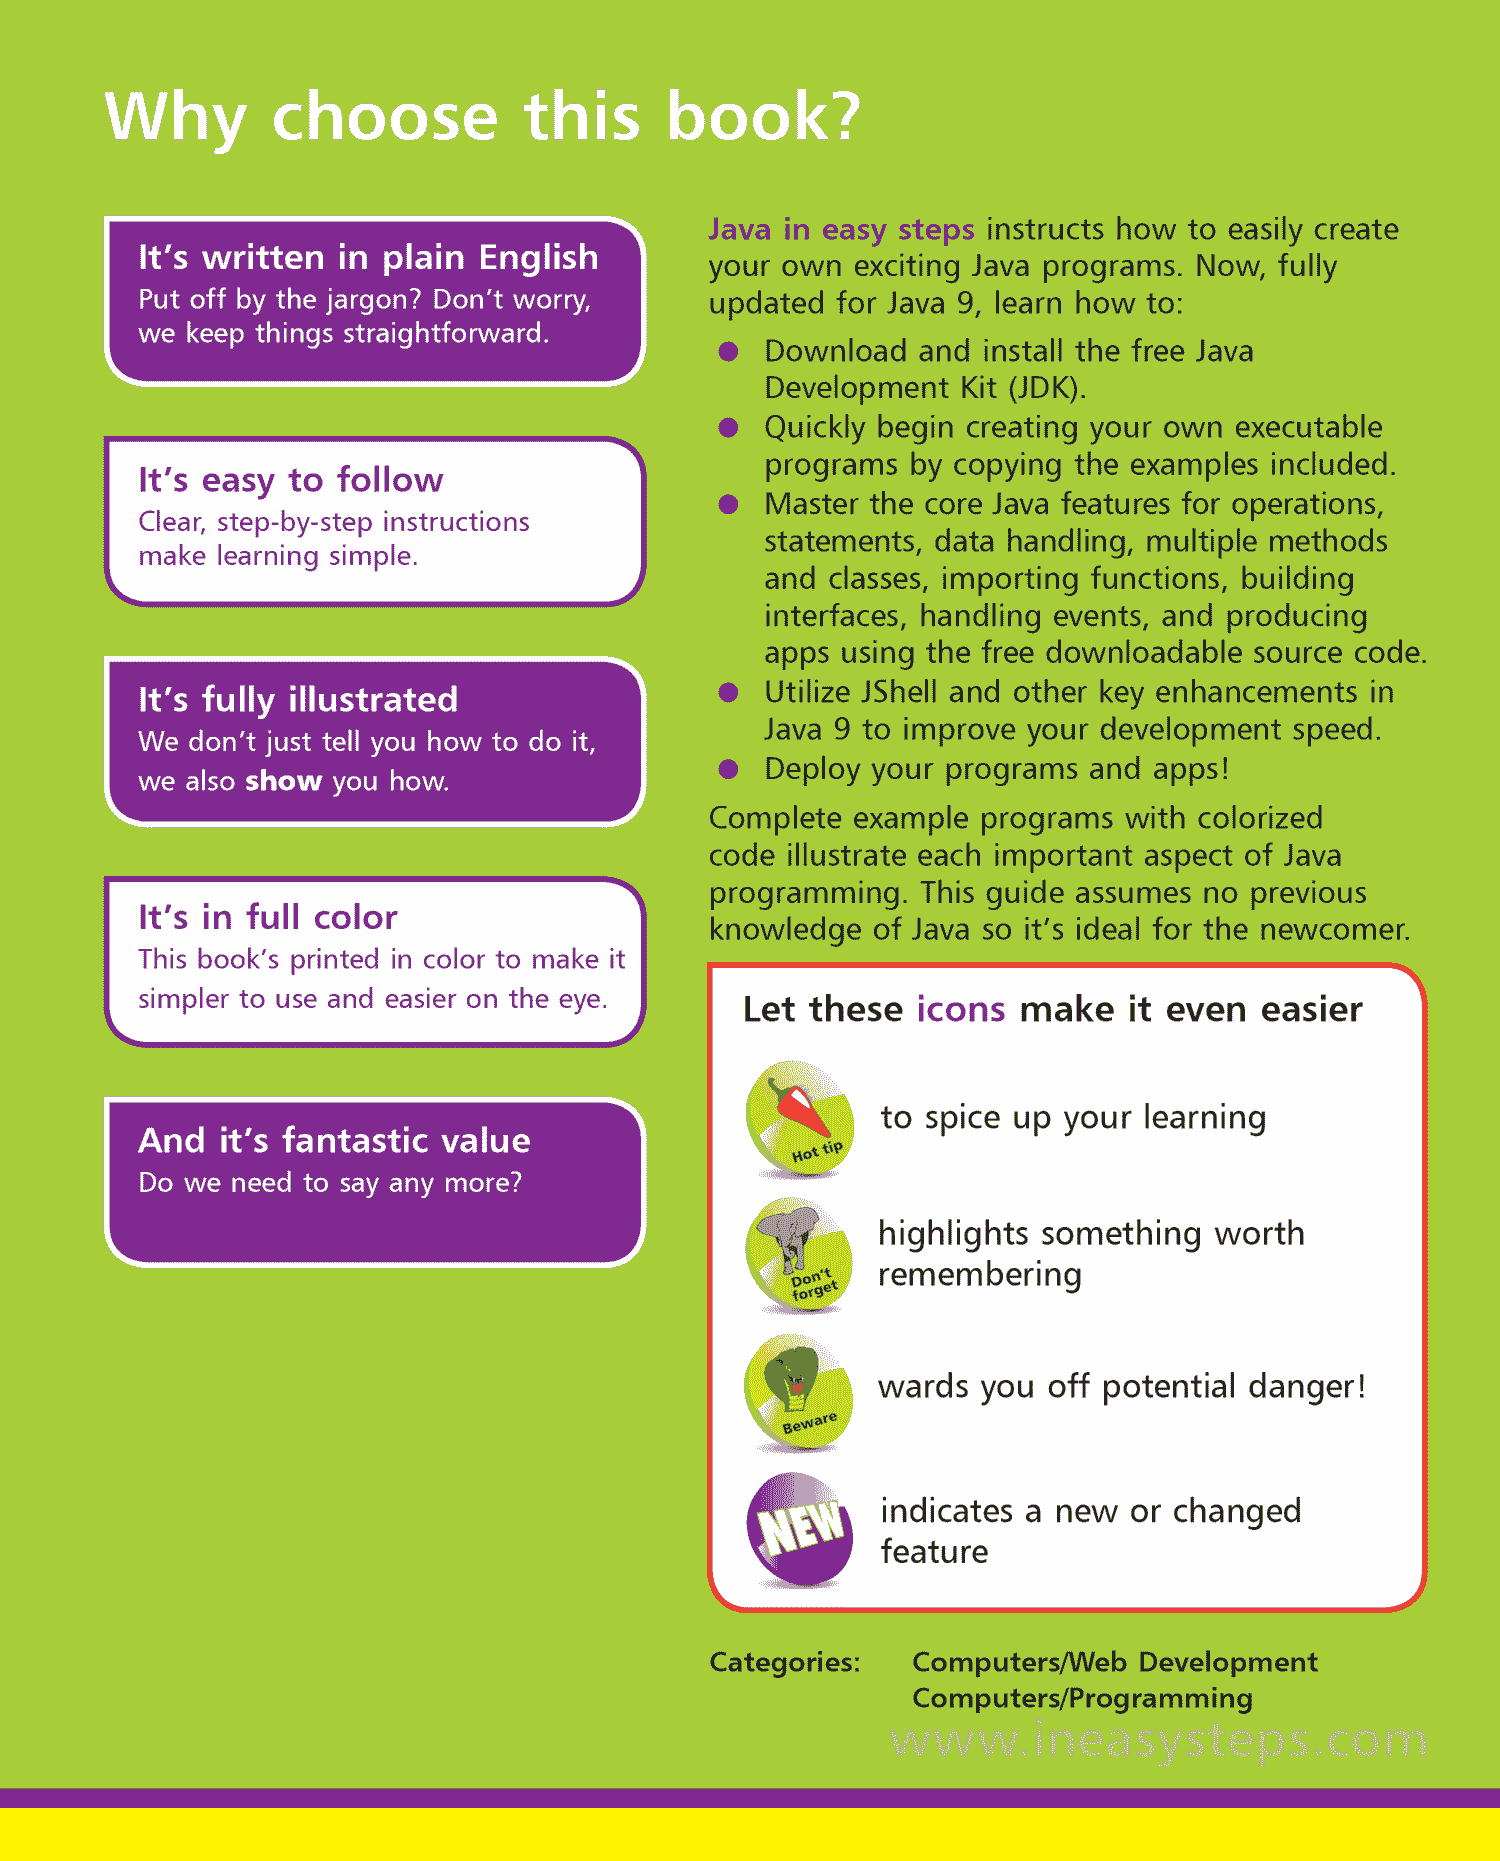 Why choose this book?
It's written in plain English
Put off by the jargon? Don't worry,
we keep things straightforward.
It's easy to follow
Clear, step-by-step instructions
make learning simple.
It's fully illustrated
We don't just tell you how to do it,
we also show you how.
It's in full color
This book's printed in color to make it
simpler to use and easier on the eye.
And it's fantastic value
Do we need to say any more?
Java in easy steps instructs how to easily create
your own exciting Java programs. Now, fully
updated for Java 9, learn how to:
● Download and install the free Java
Development Kit (JDK).
● Quickly begin creating your own executable
programs by copying the examples included.
● Master the core Java features for operations,
statements, data handling, multiple methods
and classes, importing functions, building
interfaces, handling events, and producing
apps using the free downloadable source code.
● Utilize JShell and other key enhancements in
Java 9 to improve your development speed.
● Deploy your programs and apps!
Complete example programs with colorized
code illustrate each important aspect of Java
programming. This guide assumes no previous
knowledge of Java so it's ideal for the newcomer.
Let these icons make it even easier
Hot tip
to spice up your learning
Don't
forget
highlights something worth
remembering
Beware
wards you off potential danger!
NEW
indicates a new or changed
feature
Categories: Computers/Web Development
Computers/Programming
www.ineasysteps.com